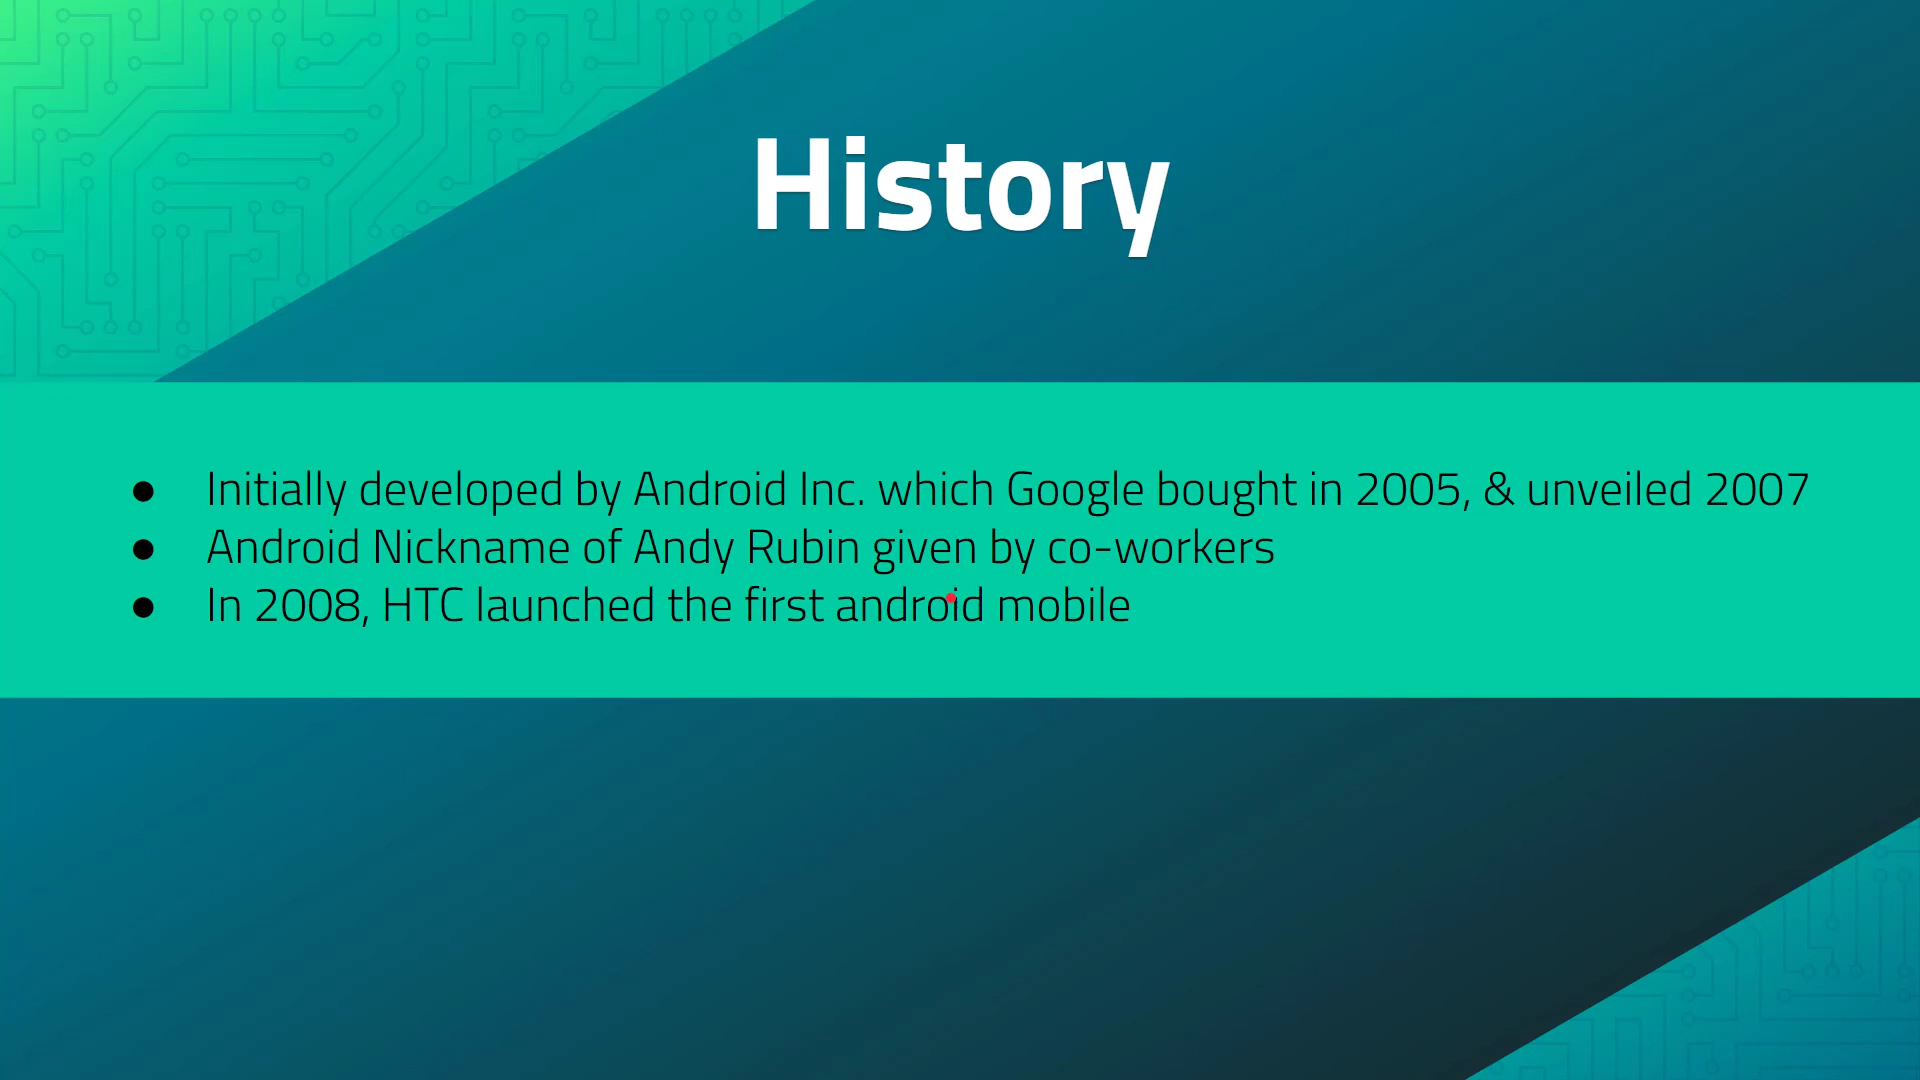 History
● Initially developed by Android Inc. which Google bought in 2005, & unveiled 2007
● Android Nickname of Andy Rubin given by co-workers
● In 2008, HTC launched the first android mobile